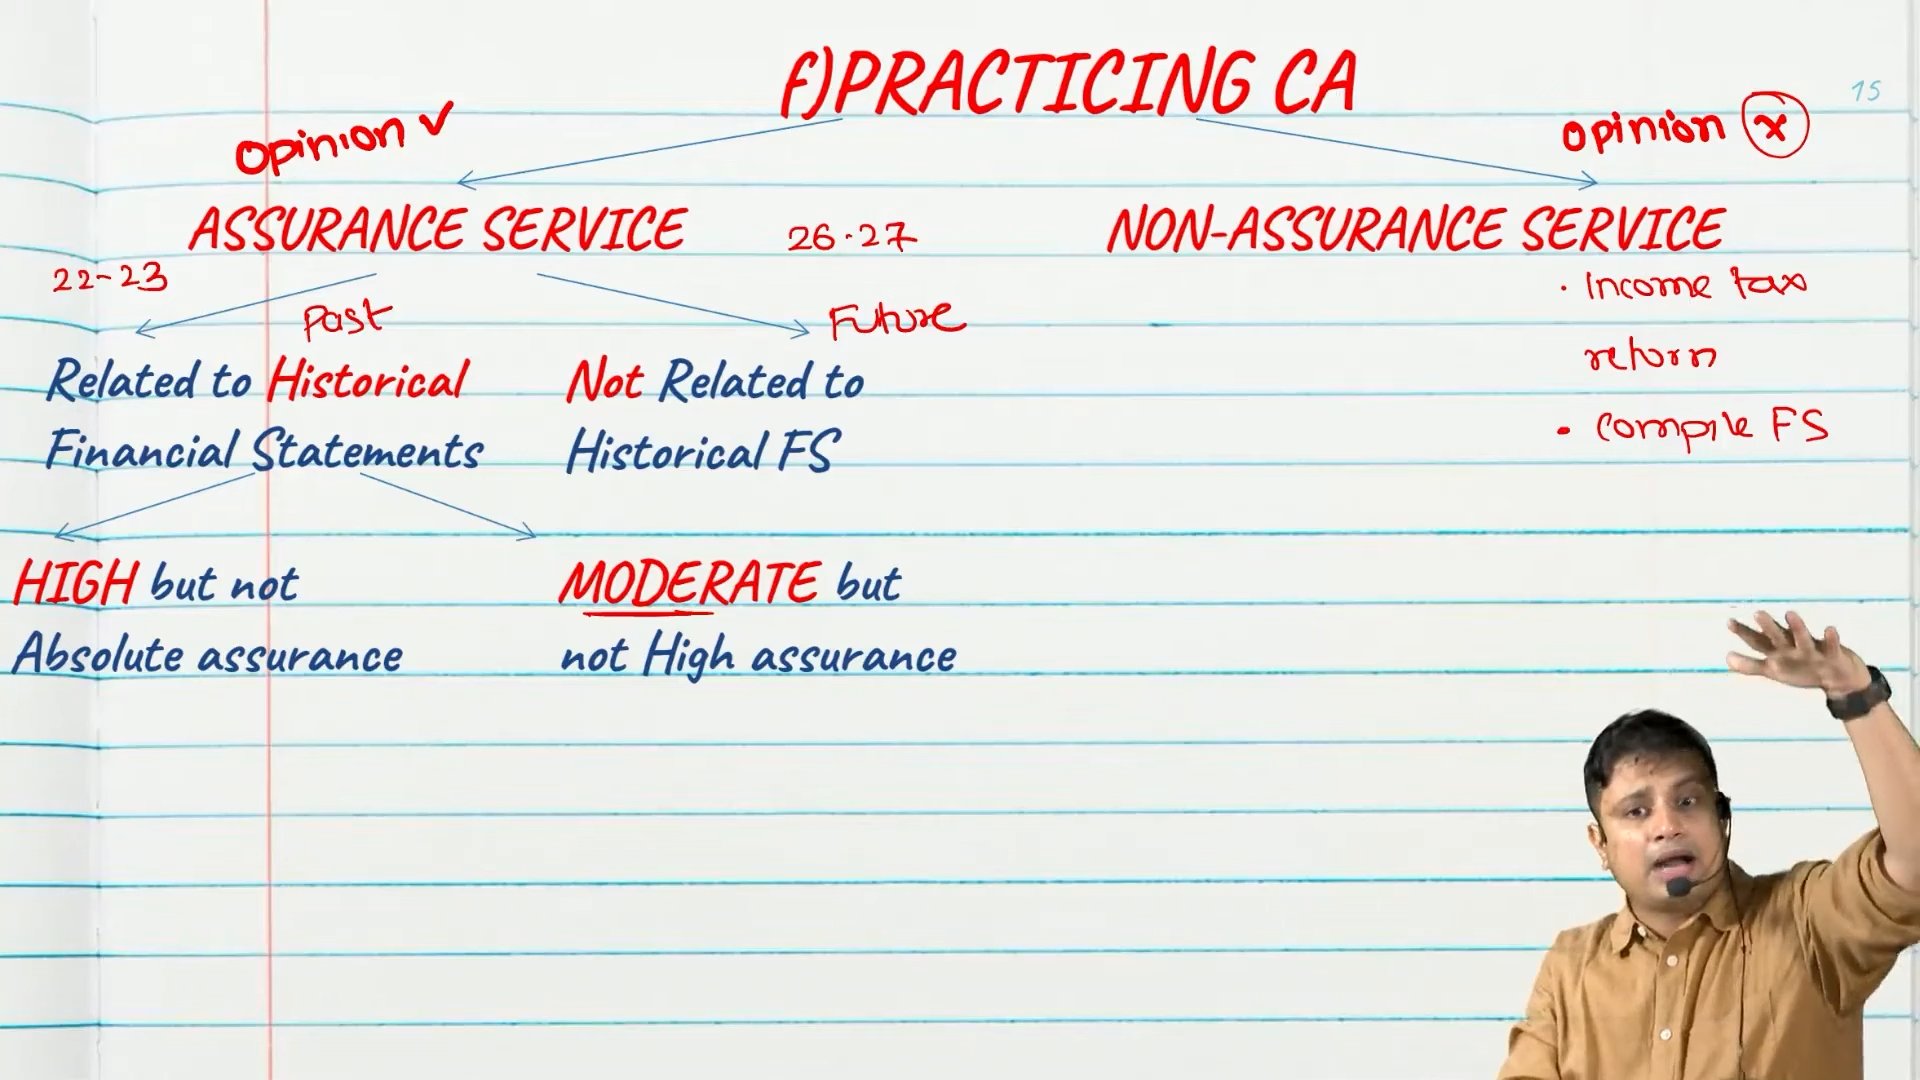 f)PRACTICING CA
15
Opinion ✓
Opinion x
ASSURANCE SERVICE
26-27
NON-ASSURANCE SERVICE
22-23
Past
Future
• Income tax
return
• Compile FS
Related to Historical
Financial Statements
Not Related to
Historical FS
HIGH but not
Absolute assurance
MODERATE but
not High assurance